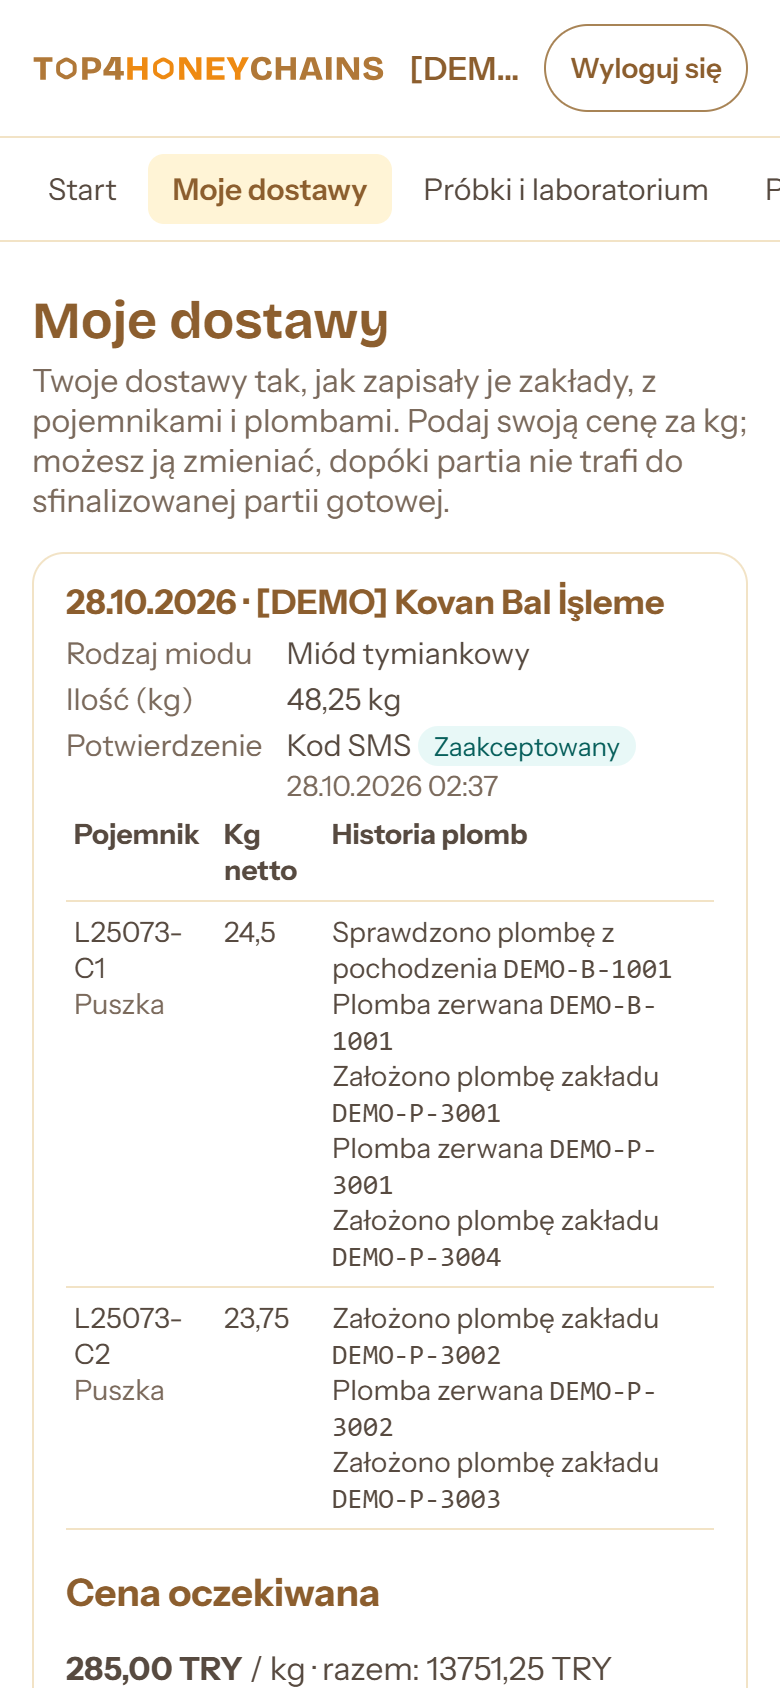 TOP4HONEYCHAINS [DEM... Wyloguj się
Start Moje dostawy Próbki i laboratorium P
Moje dostawy
Twoje dostawy tak, jak zapisały je zakłady, z
pojemnikami i plombami. Podaj swoją cenę za kg;
możesz ją zmieniać, dopóki partia nie trafi do
sfinalizowanej partii gotowej.
28.10.2026 · [DEMO] Kovan Bal İşleme
Rodzaj miodu Miód tymiankowy
Ilość (kg) 48,25 kg
Potwierdzenie Kod SMS Zaakceptowany
28.10.2026 02:37
Pojemnik Kg netto Historia plomb
L25073-C1 Puszka 24,5 Sprawdzono plombę z
pochodzenia DEMO-B-1001
Plomba zerwana DEMO-B-
1001
Założono plombę zakładu
DEMO-P-3001
Plomba zerwana DEMO-P-
3001
Założono plombę zakładu
DEMO-P-3004
L25073-C2 Puszka 23,75 Założono plombę zakładu
DEMO-P-3002
Plomba zerwana DEMO-P-
3002
Założono plombę zakładu
DEMO-P-3003
Cena oczekiwana
285,00 TRY / kg · razem: 13751,25 TRY